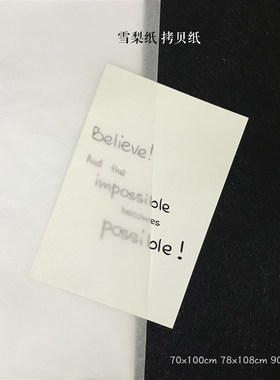 雪梨纸 拷贝纸
Believe!
And the
impossible
becomes
possible!
70x100cm 78x108cm 90